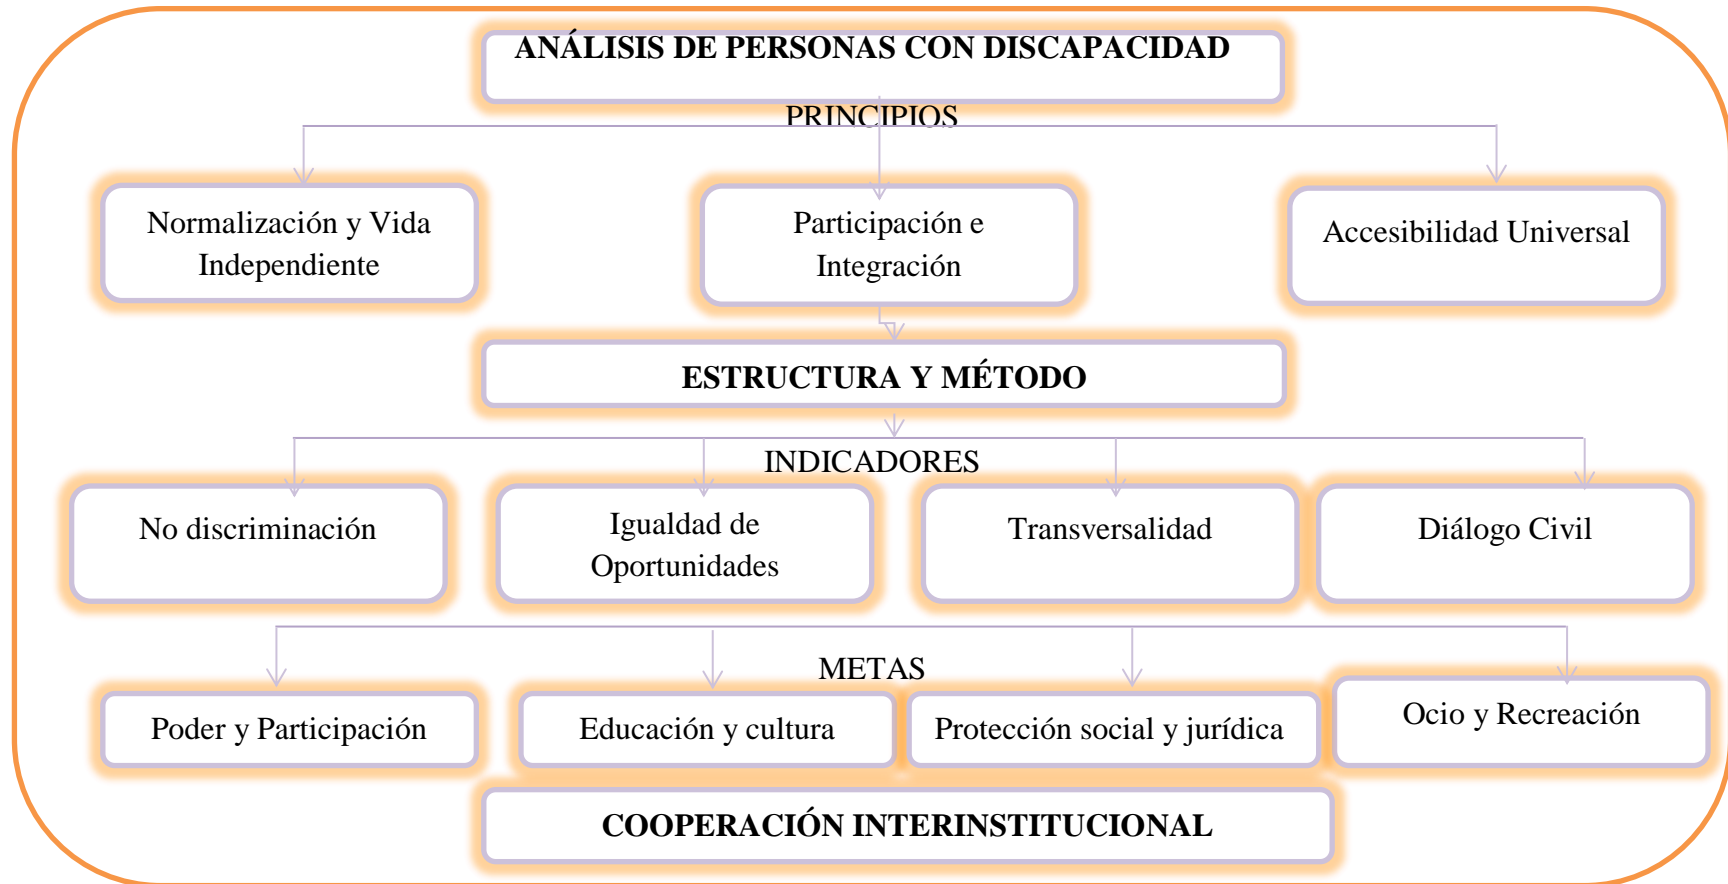 ANÁLISIS DE PERSONAS CON DISCAPACIDAD
PRINCIPIOS
Normalización y Vida
Independiente
Participación e
Integración
Accesibilidad Universal
ESTRUCTURA Y MÉTODO
INDICADORES
No discriminación
Igualdad de
Oportunidades
Transversalidad
Diálogo Civil
METAS
Poder y Participación
Educación y cultura
Protección social y jurídica
Ocio y Recreación
COOPERACIÓN INTERINSTITUCIONAL